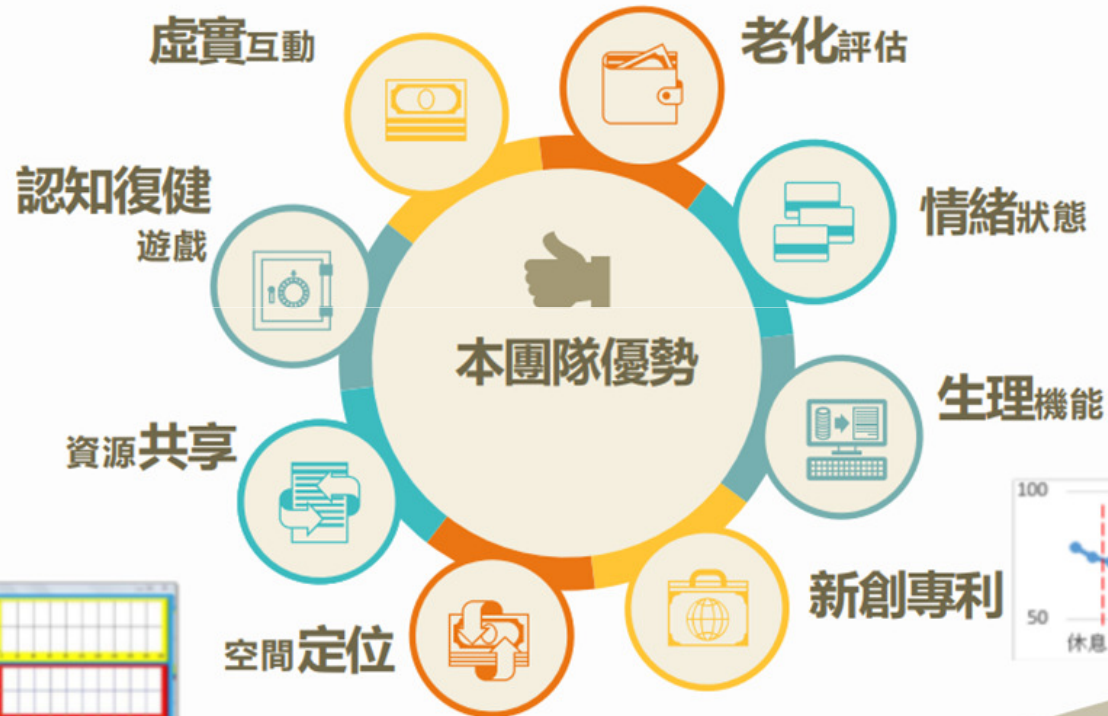 虛實互動
老化評估
認知復健
遊戲
情緒狀態
本團隊優勢
生理機能
資源共享
100
新創專利
50
空間定位
休息